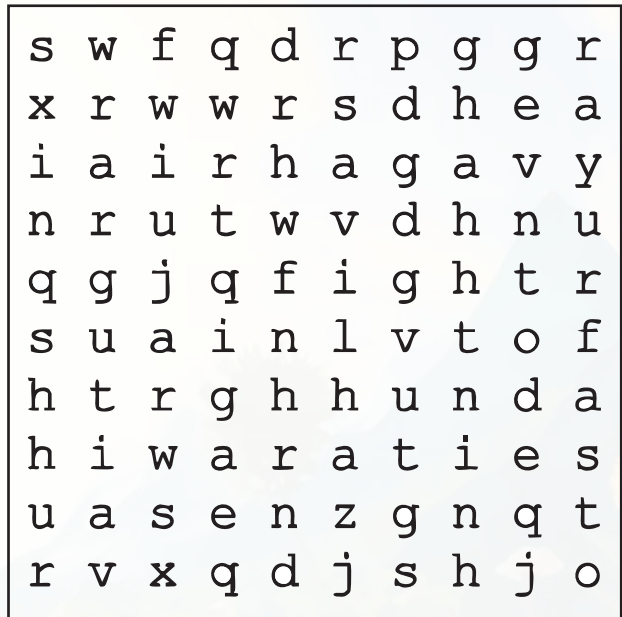 s w f q d r p g g r
x r w w r s d h e a
i a i r h a g a v y
n r u t w v d h n u
q g j q f i g h t r
s u a i n l v t o f
h t r g h h u n d a
h i w a r a t i e s
u a s e n z g n q t
r v x q d j s h j o